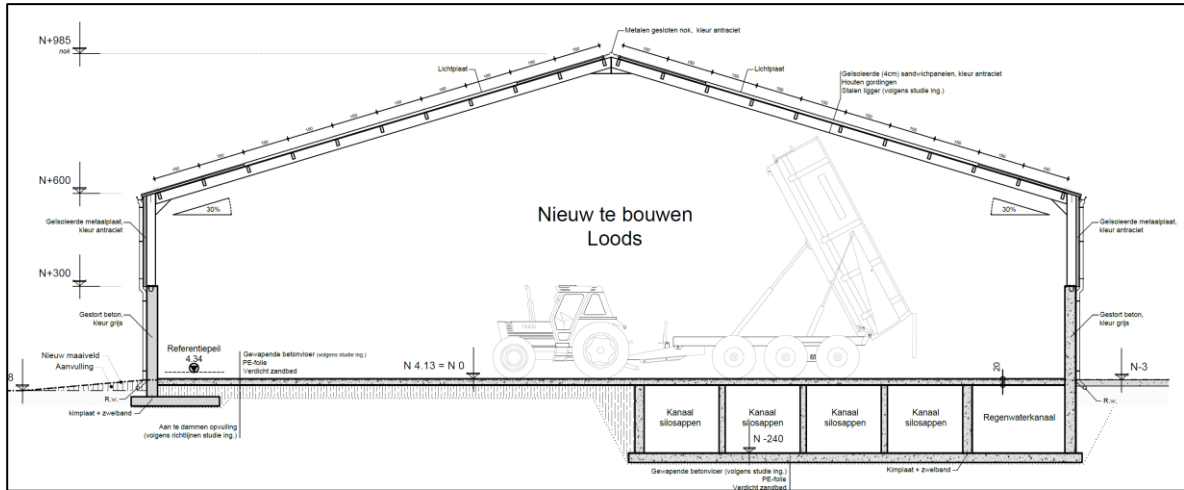 Metalen gesloten nok, kleur antraciet
N+985
nok
Lichtplaat
Lichtplaat
Geïsoleerde (4cm) sandwichpanelen, kleur antraciet
Houten gordingen
Stalen ligger (volgens studie ing.)
N+600
30%
30%
Nieuw te bouwen
Loods
Geïsoleerde metaalplaat,
kleur antraciet
Geïsoleerde metaalplaat,
kleur antraciet
N+300
Gestort beton,
kleur grijs
Gestort beton,
kleur grijs
Referentiepeil
4.34
Nieuw maaiveld
Aanvulling
Gewapende betonvloer (volgens studie ing.)
PE-folie
Verdicht zandbed
N 4.13 = N 0
20
N-3
8
R.w.
R.w.
kimplaat + zwelband
Aan te dammen opvulling
(volgens richtlijnen studie ing.)
Kanaal
silosappen
Kanaal
silosappen
Kanaal
silosappen
Kanaal
silosappen
Regenwaterkanaal
N -240
Gewapende betonvloer (volgens studie ing.)
PE-folie
Verdicht zandbed
Kimplaat + zwelband